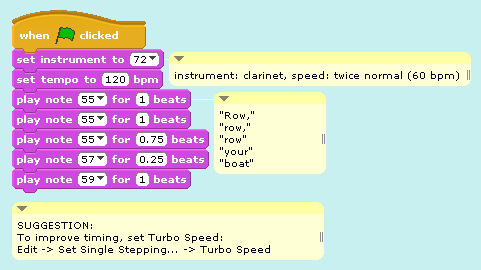 when clicked
set instrument to 72
instrument: clarinet, speed: twice normal (60 bpm)
set tempo to 120 bpm
play note 55 for 1 beats
play note 55 for 1 beats
play note 55 for 0.75 beats
play note 57 for 0.25 beats
play note 59 for 1 beats
"Row,"
"row,"
"row"
"your"
"boat"
SUGGESTION:
To improve timing, set Turbo Speed:
Edit -> Set Single Stepping... -> Turbo Speed